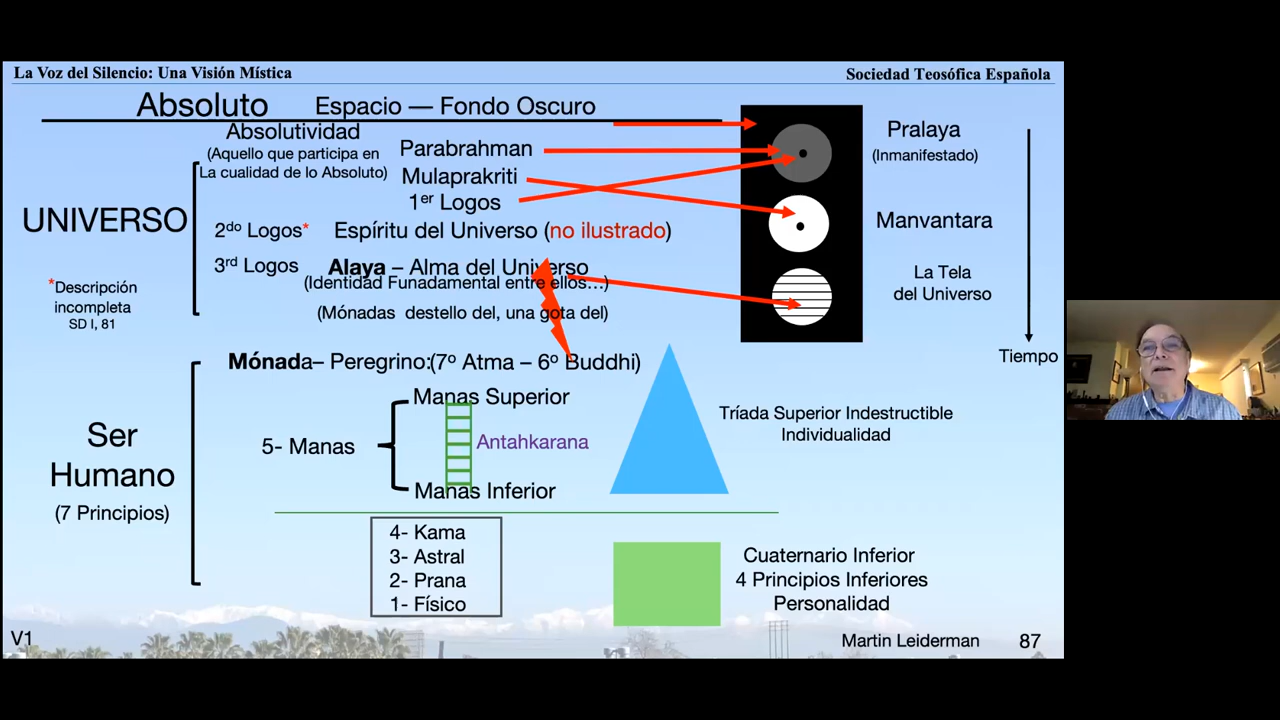 La Voz del Silencio: Una Visión Mística
Sociedad Teosófica Española
Absoluto Espacio — Fondo Oscuro
Absolutividad
(Aquello que participa en
La cualidad de lo Absoluto)
Parabrahman
Mulaprakriti
1er Logos
Pralaya
(Inmanifestado)
UNIVERSO
2do Logos* Espíritu del Universo (no ilustrado)
Manvantara
3rd Logos Alaya – Alma del Universo
(Identidad Funadamental entre ellos...)
(Mónadas destello del, una gota del)
La Tela
del Universo
*Descripción
incompleta
SD I, 81
Tiempo
Mónada– Peregrino:(7º Atma – 6º Buddhi)
Ser
Humano
(7 Principios)
5- Manas
Manas Superior
Antahkarana
Manas Inferior
Tríada Superior Indestructible
Individualidad
4- Kama
3- Astral
2- Prana
1- Físico
Cuaternario Inferior
4 Principios Inferiores
Personalidad
V1
Martin Leiderman 87